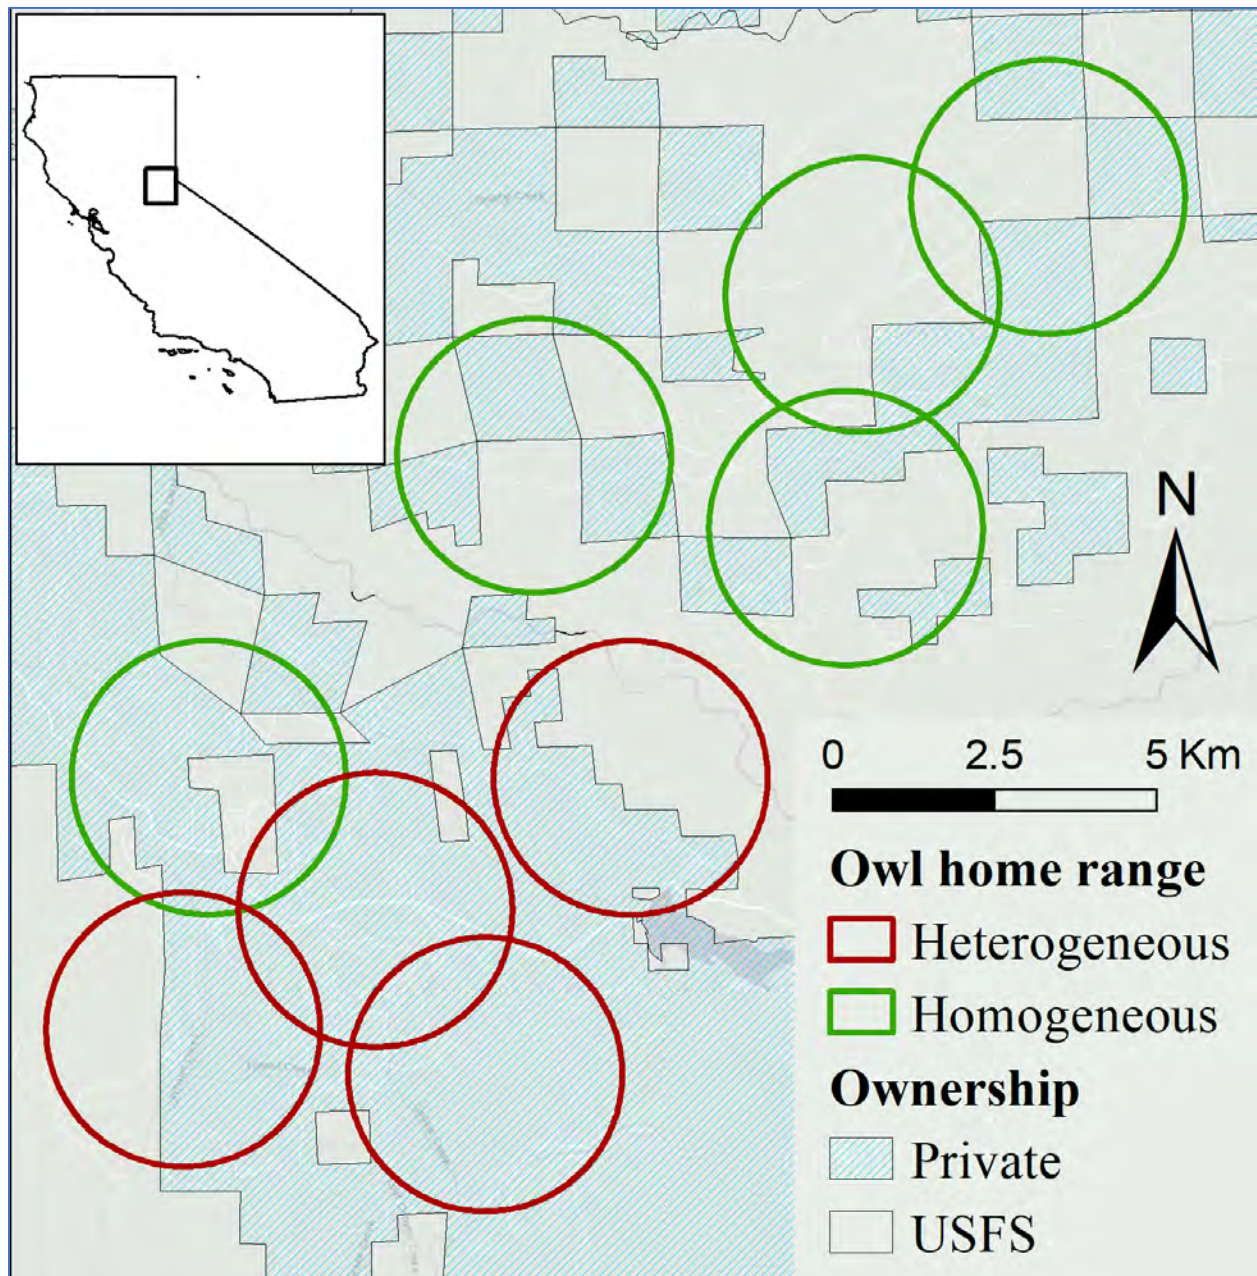 N
0 2.5 5 Km
Owl home range
Heterogeneous
Homogeneous
Ownership
Private
USFS